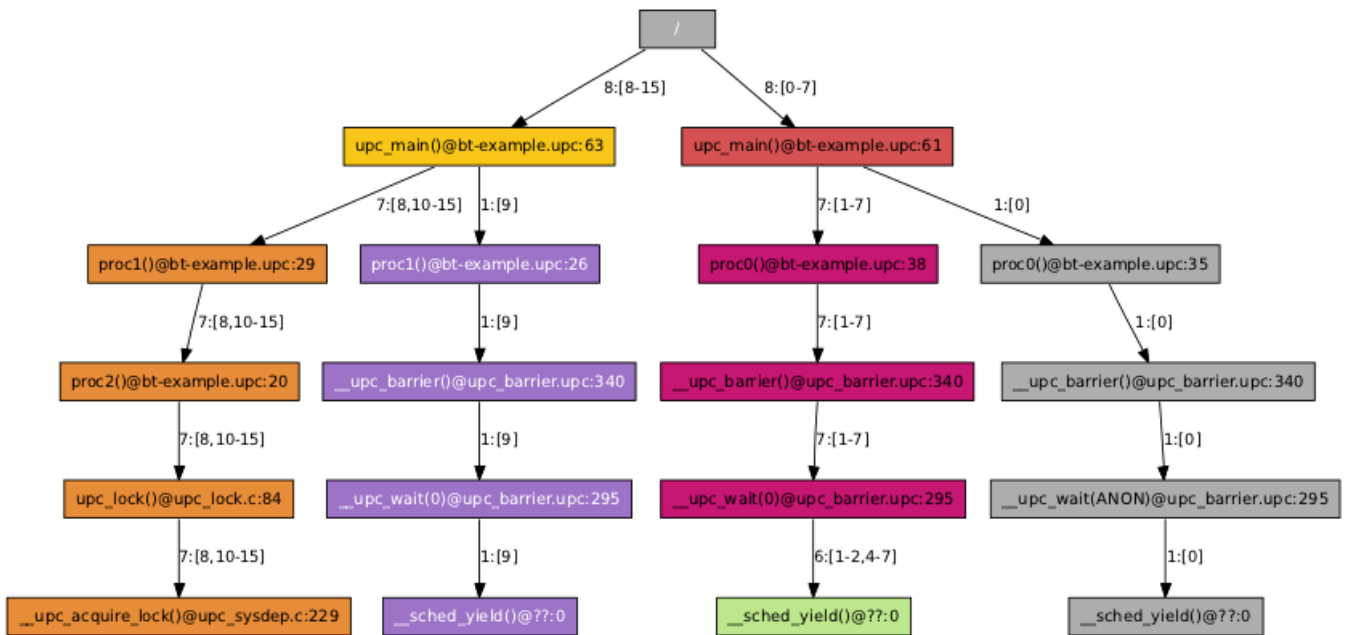 /
8:[8-15]
8:[0-7]
upc_main()@bt-example.upc:63
upc_main()@bt-example.upc:61
7:[8,10-15]
1:[9]
7:[1-7]
1:[0]
proc1()@bt-example.upc:29
proc1()@bt-example.upc:26
proc0()@bt-example.upc:38
proc0()@bt-example.upc:35
7:[8,10-15]
1:[9]
7:[1-7]
1:[0]
proc2()@bt-example.upc:20
__upc_barrier()@upc_barrier.upc:340
__upc_barrier()@upc_barrier.upc:340
__upc_barrier()@upc_barrier.upc:340
7:[8,10-15]
1:[9]
7:[1-7]
1:[0]
upc_lock()@upc_lock.c:84
__upc_wait(0)@upc_barrier.upc:295
__upc_wait(0)@upc_barrier.upc:295
__upc_wait(ANON)@upc_barrier.upc:295
7:[8,10-15]
1:[9]
6:[1-2,4-7]
1:[0]
__upc_acquire_lock()@upc_sysdep.c:229
__sched_yield()@??:0
__sched_yield()@??:0
__sched_yield()@??:0